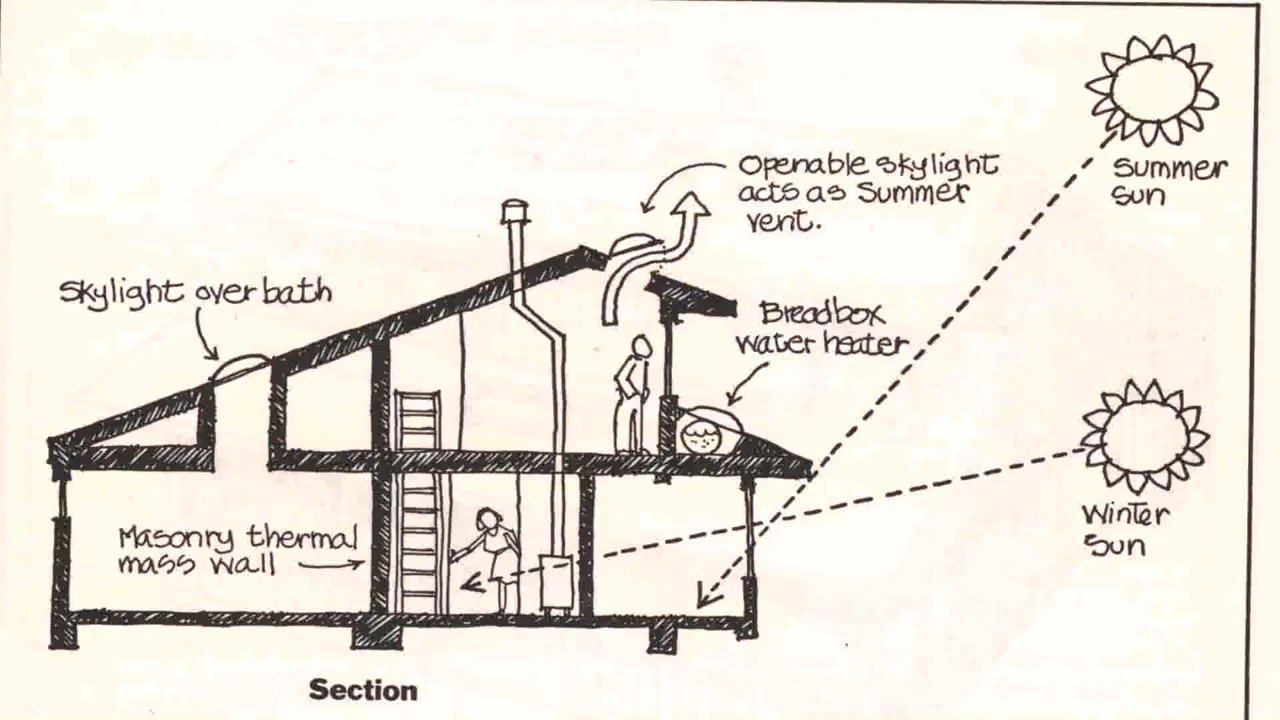 Openable skylight
acts as Summer
vent.
Summer
Sun
Skylight over bath
Breadbox
water heater
Winter
Sun
Masonry thermal
mass wall
Section